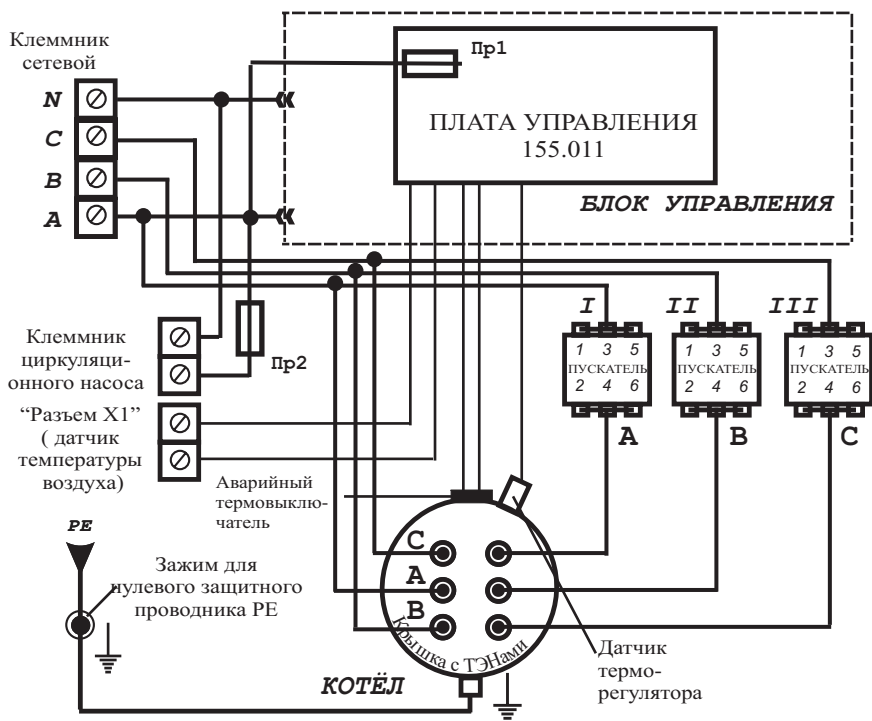 Клеммник
сетевой
N
C
B
A
Пр1
ПЛАТА УПРАВЛЕНИЯ
155.011
БЛОК УПРАВЛЕНИЯ
Клеммник
циркуляци-
онного насоса
Пр2
“Разъем X1”
( датчик
температуры
воздуха)
I
II
III
1 3 5
ПУСКАТЕЛЬ
2 4 6
1 3 5
ПУСКАТЕЛЬ
2 4 6
1 3 5
ПУСКАТЕЛЬ
2 4 6
A
B
C
Аварийный
термовыклю-
чатель
PE
Зажим для
нулевого защитного
проводника PE
C
A
B
Крышка с ТЭНами
КОТЁЛ
Датчик
термо-
регулятора